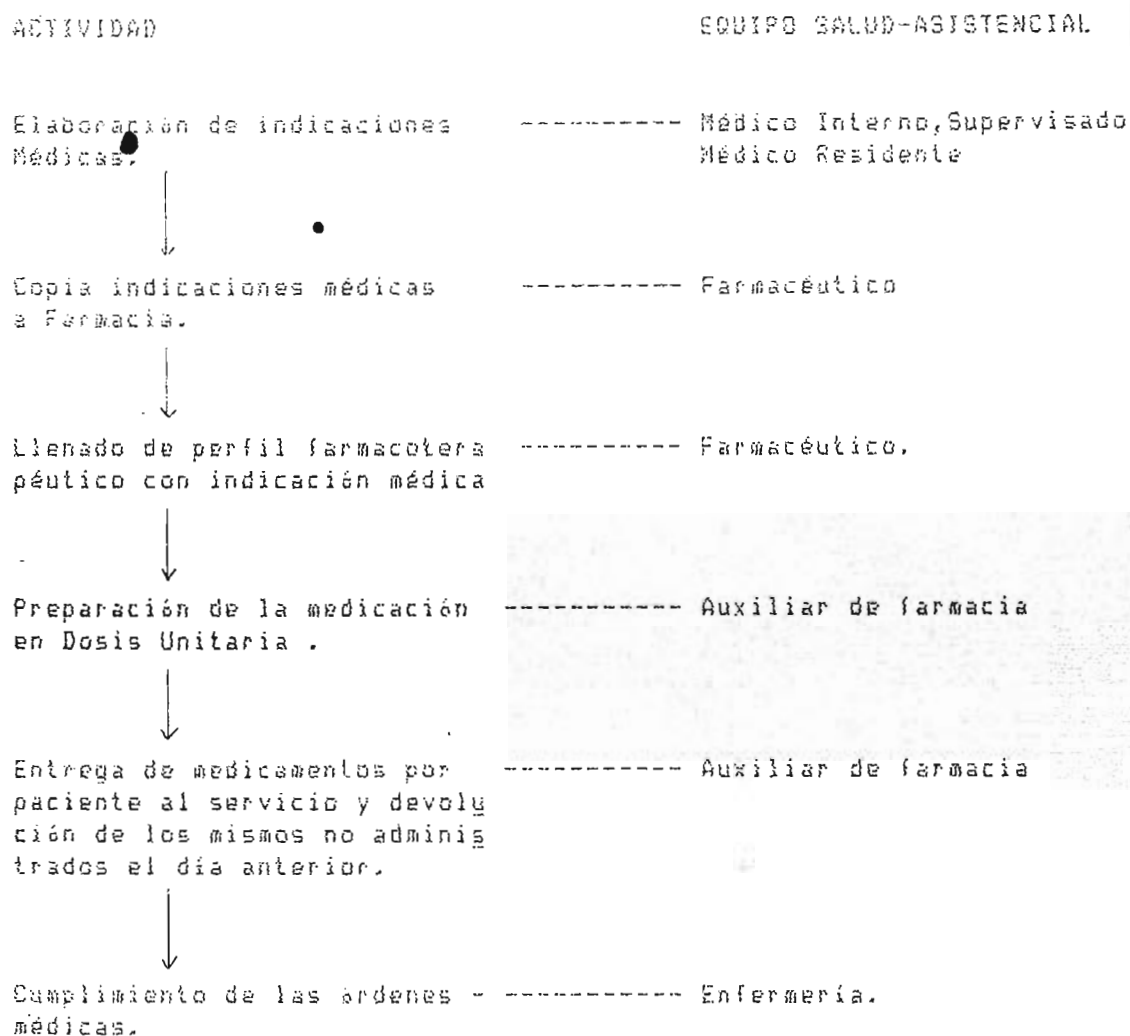 ACTIVIDAD EQUIPO SALUD-ASISTENCIAL
Elaboración de indicaciones ---------- Médico Interno,Supervisado
Médicas. Médico Residente
Copia indicaciones médicas ---------- Farmacéutico
a Farmacia.
Llenado de perfil farmacotera ---------- Farmacéutico.
péutico con indicación médica
Preparación de la medicación ----------- Auxiliar de farmacia
en Dosis Unitaria .
Entrega de medicamentos por ----------- Auxiliar de farmacia
paciente al servicio y devolu
ción de los mismos no adminis
trados el día anterior.
Cumplimiento de las órdenes - ----------- Enfermería.
médicas.